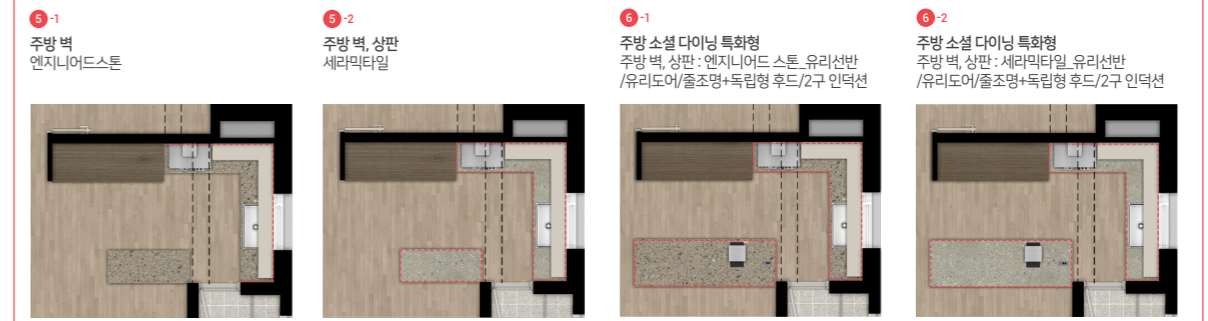 5 -1
주방 벽
엔지니어드스톤
5 -2
주방 벽, 상판
세라믹타일
6 -1
주방 소셜 다이닝 특화형
주방 벽, 상판 : 엔지니어드 스톤_유리선반
/유리도어/줄조명+독립형 후드/2구 인덕션
6 -2
주방 소셜 다이닝 특화형
주방 벽, 상판 : 세라믹타일_유리선반
/유리도어/줄조명+독립형 후드/2구 인덕션